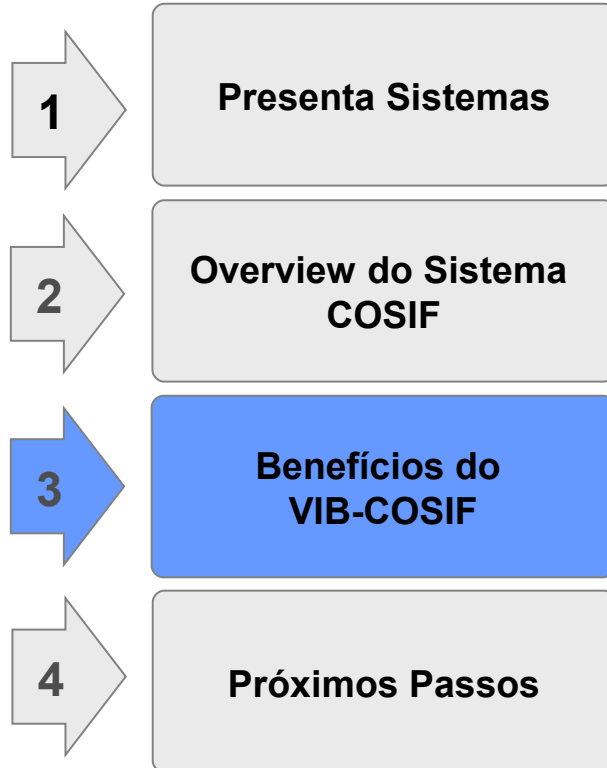 1
Presenta Sistemas
2
Overview do Sistema
COSIF
3
Benefícios do
VIB-COSIF
4
Próximos Passos